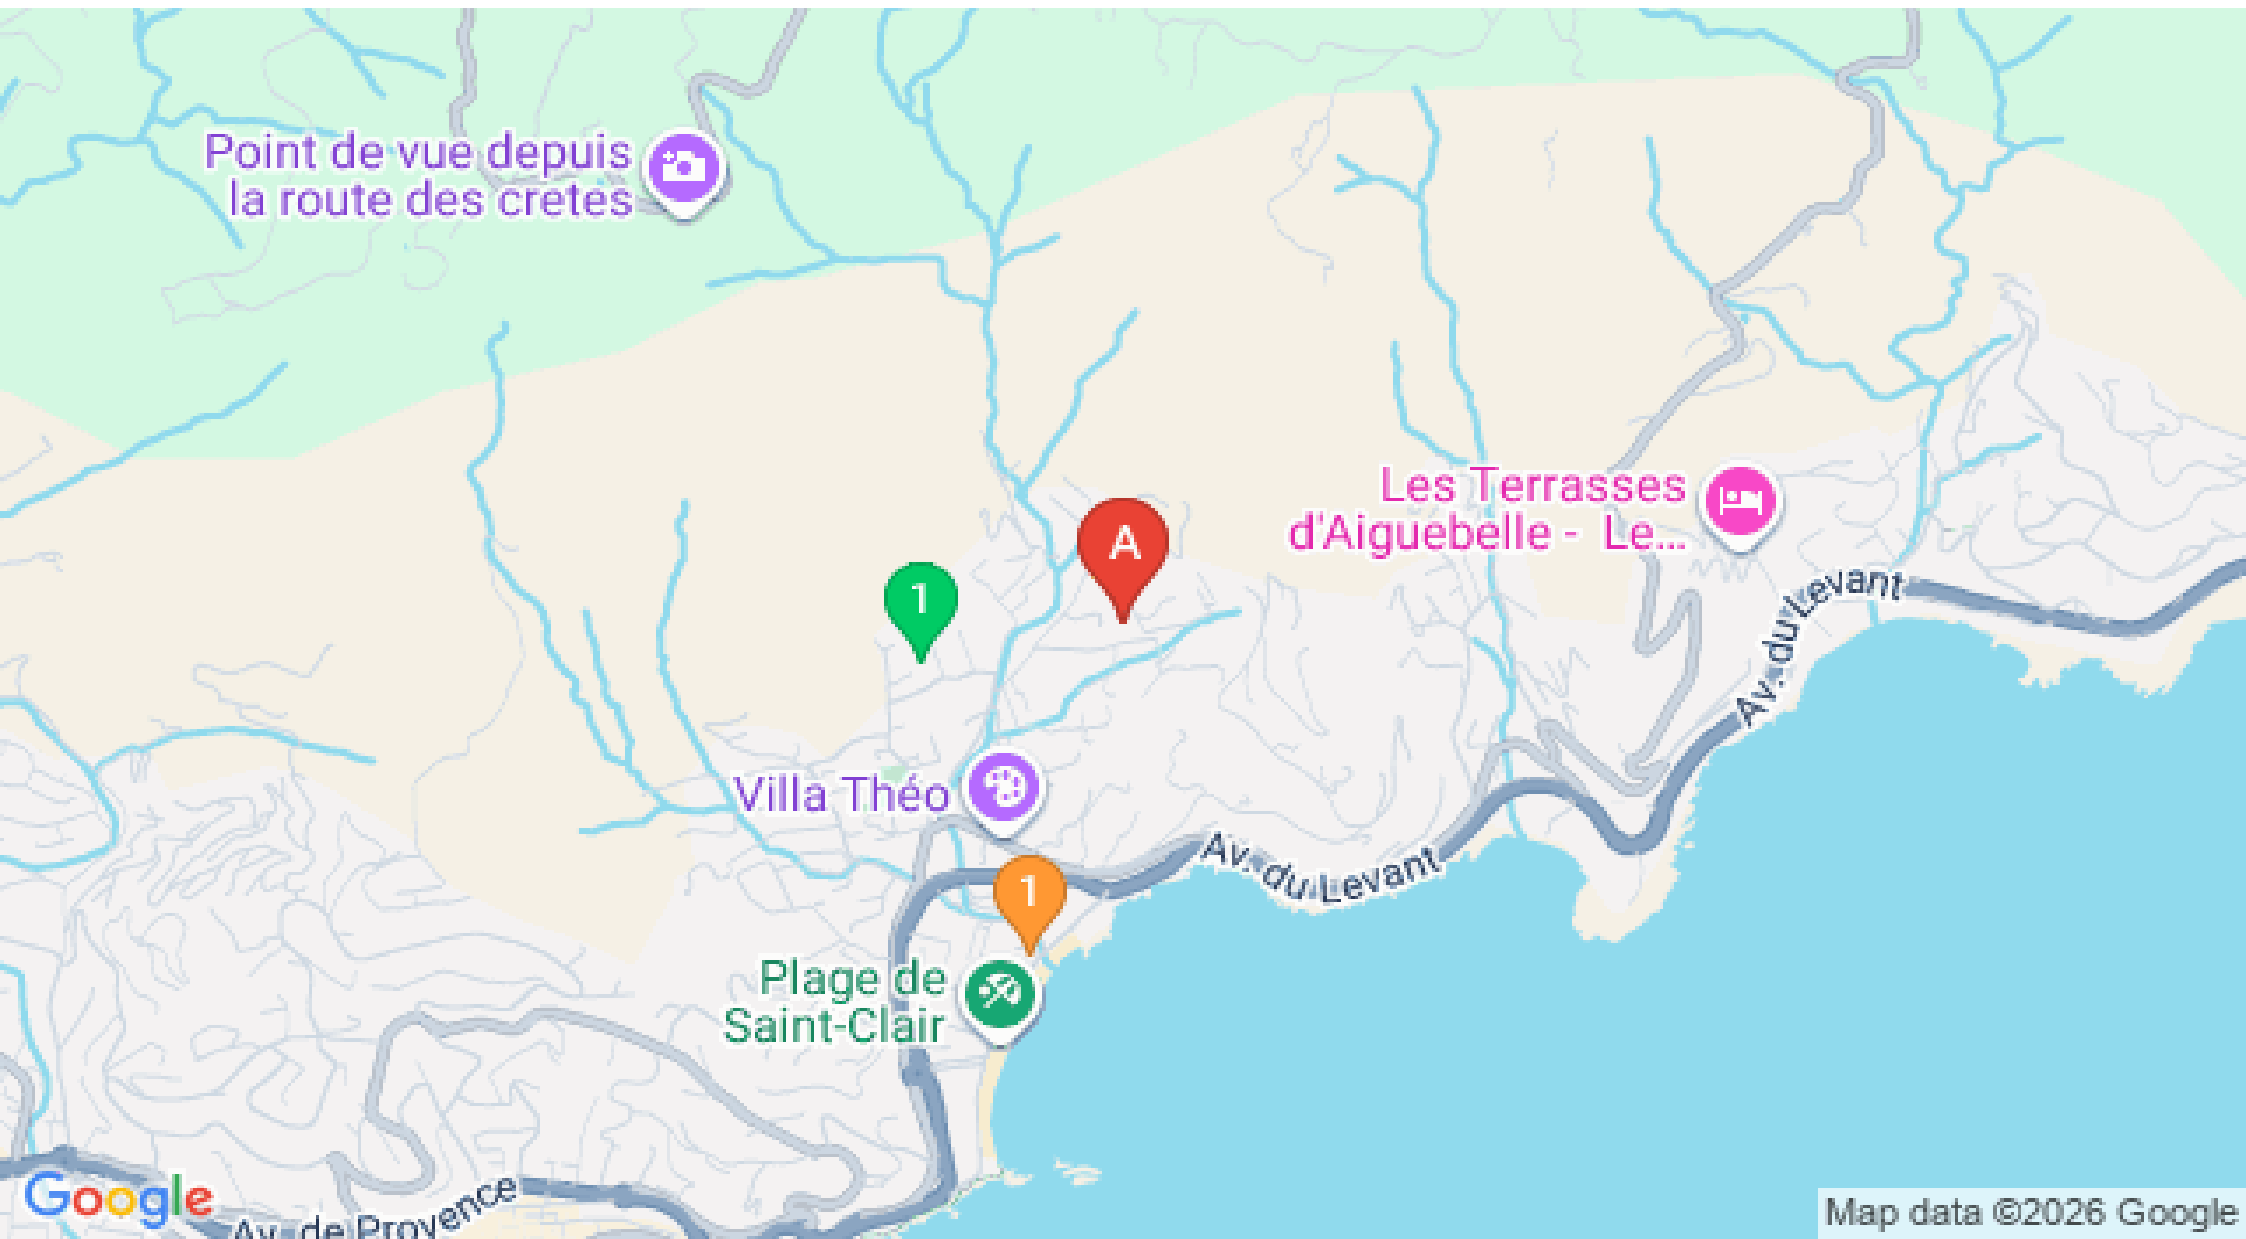 Point de vue depuis
la route des cretes
A
Les Terrasses
d'Aiguebelle - Le...
1
Av. du Levant
Villa Théo
Av. du Levant
1
Plage de
Saint-Clair
Av. de Provence
Google
Map data ©2026 Google